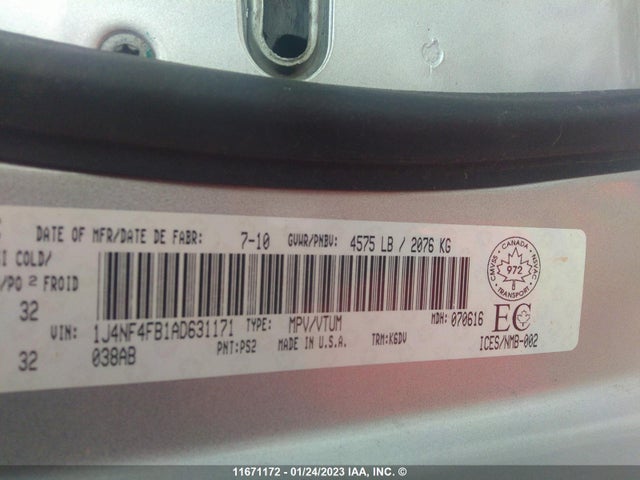 DATE OF MFR/DATE DE FABR: 7-10 GVWR/PNBV: 4575 LB / 2076 KG
COLD/
/PO 2 FROID
32
VIN: 1J4NF4FB1AD631171 TYPE: MPV/VTUM MDH: 070616
32 038AB PNT:PS2 MADE IN U.S.A. TRM:K6DV
CANADA
CMVSS NSVAC
972
TRANSPORT
EC
ICES/NMB-002
11671172 - 01/24/2023 IAA, INC. ©